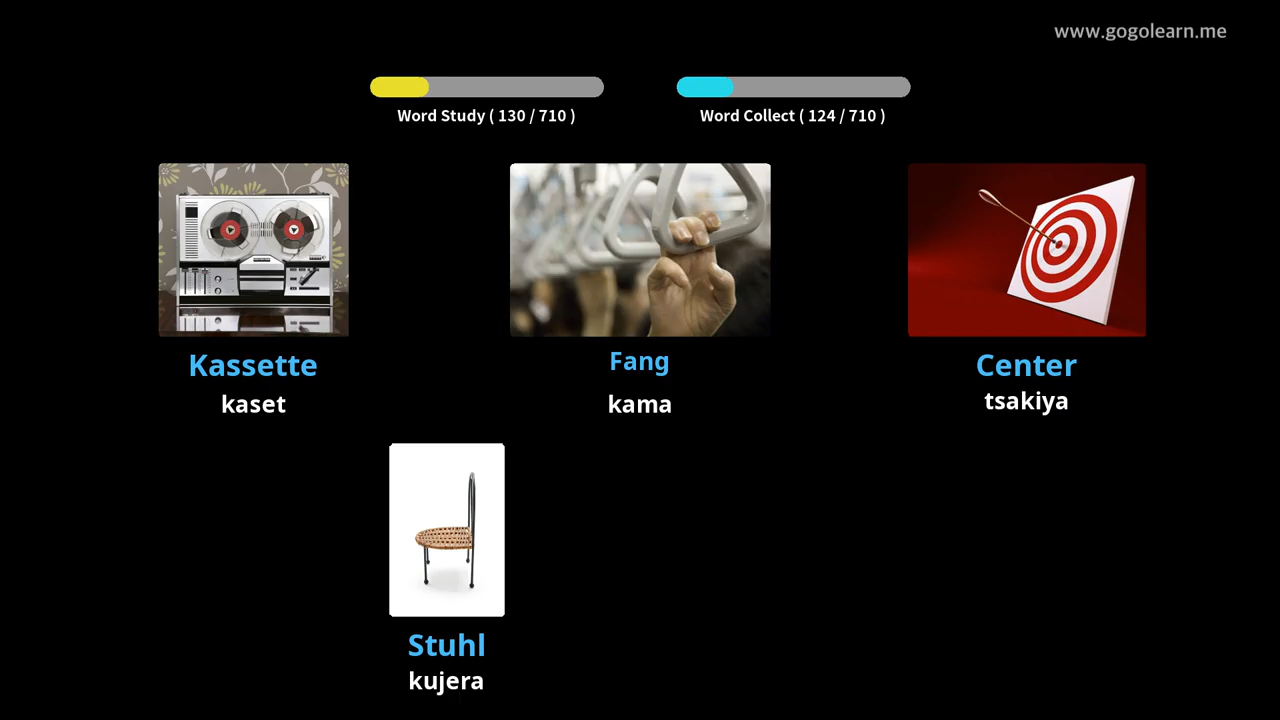 www.gogolearn.me
Word Study ( 130 / 710 )
Word Collect ( 124 / 710 )
Kassette
kaset
Fang
kama
Center
tsakiya
Stuhl
kujera